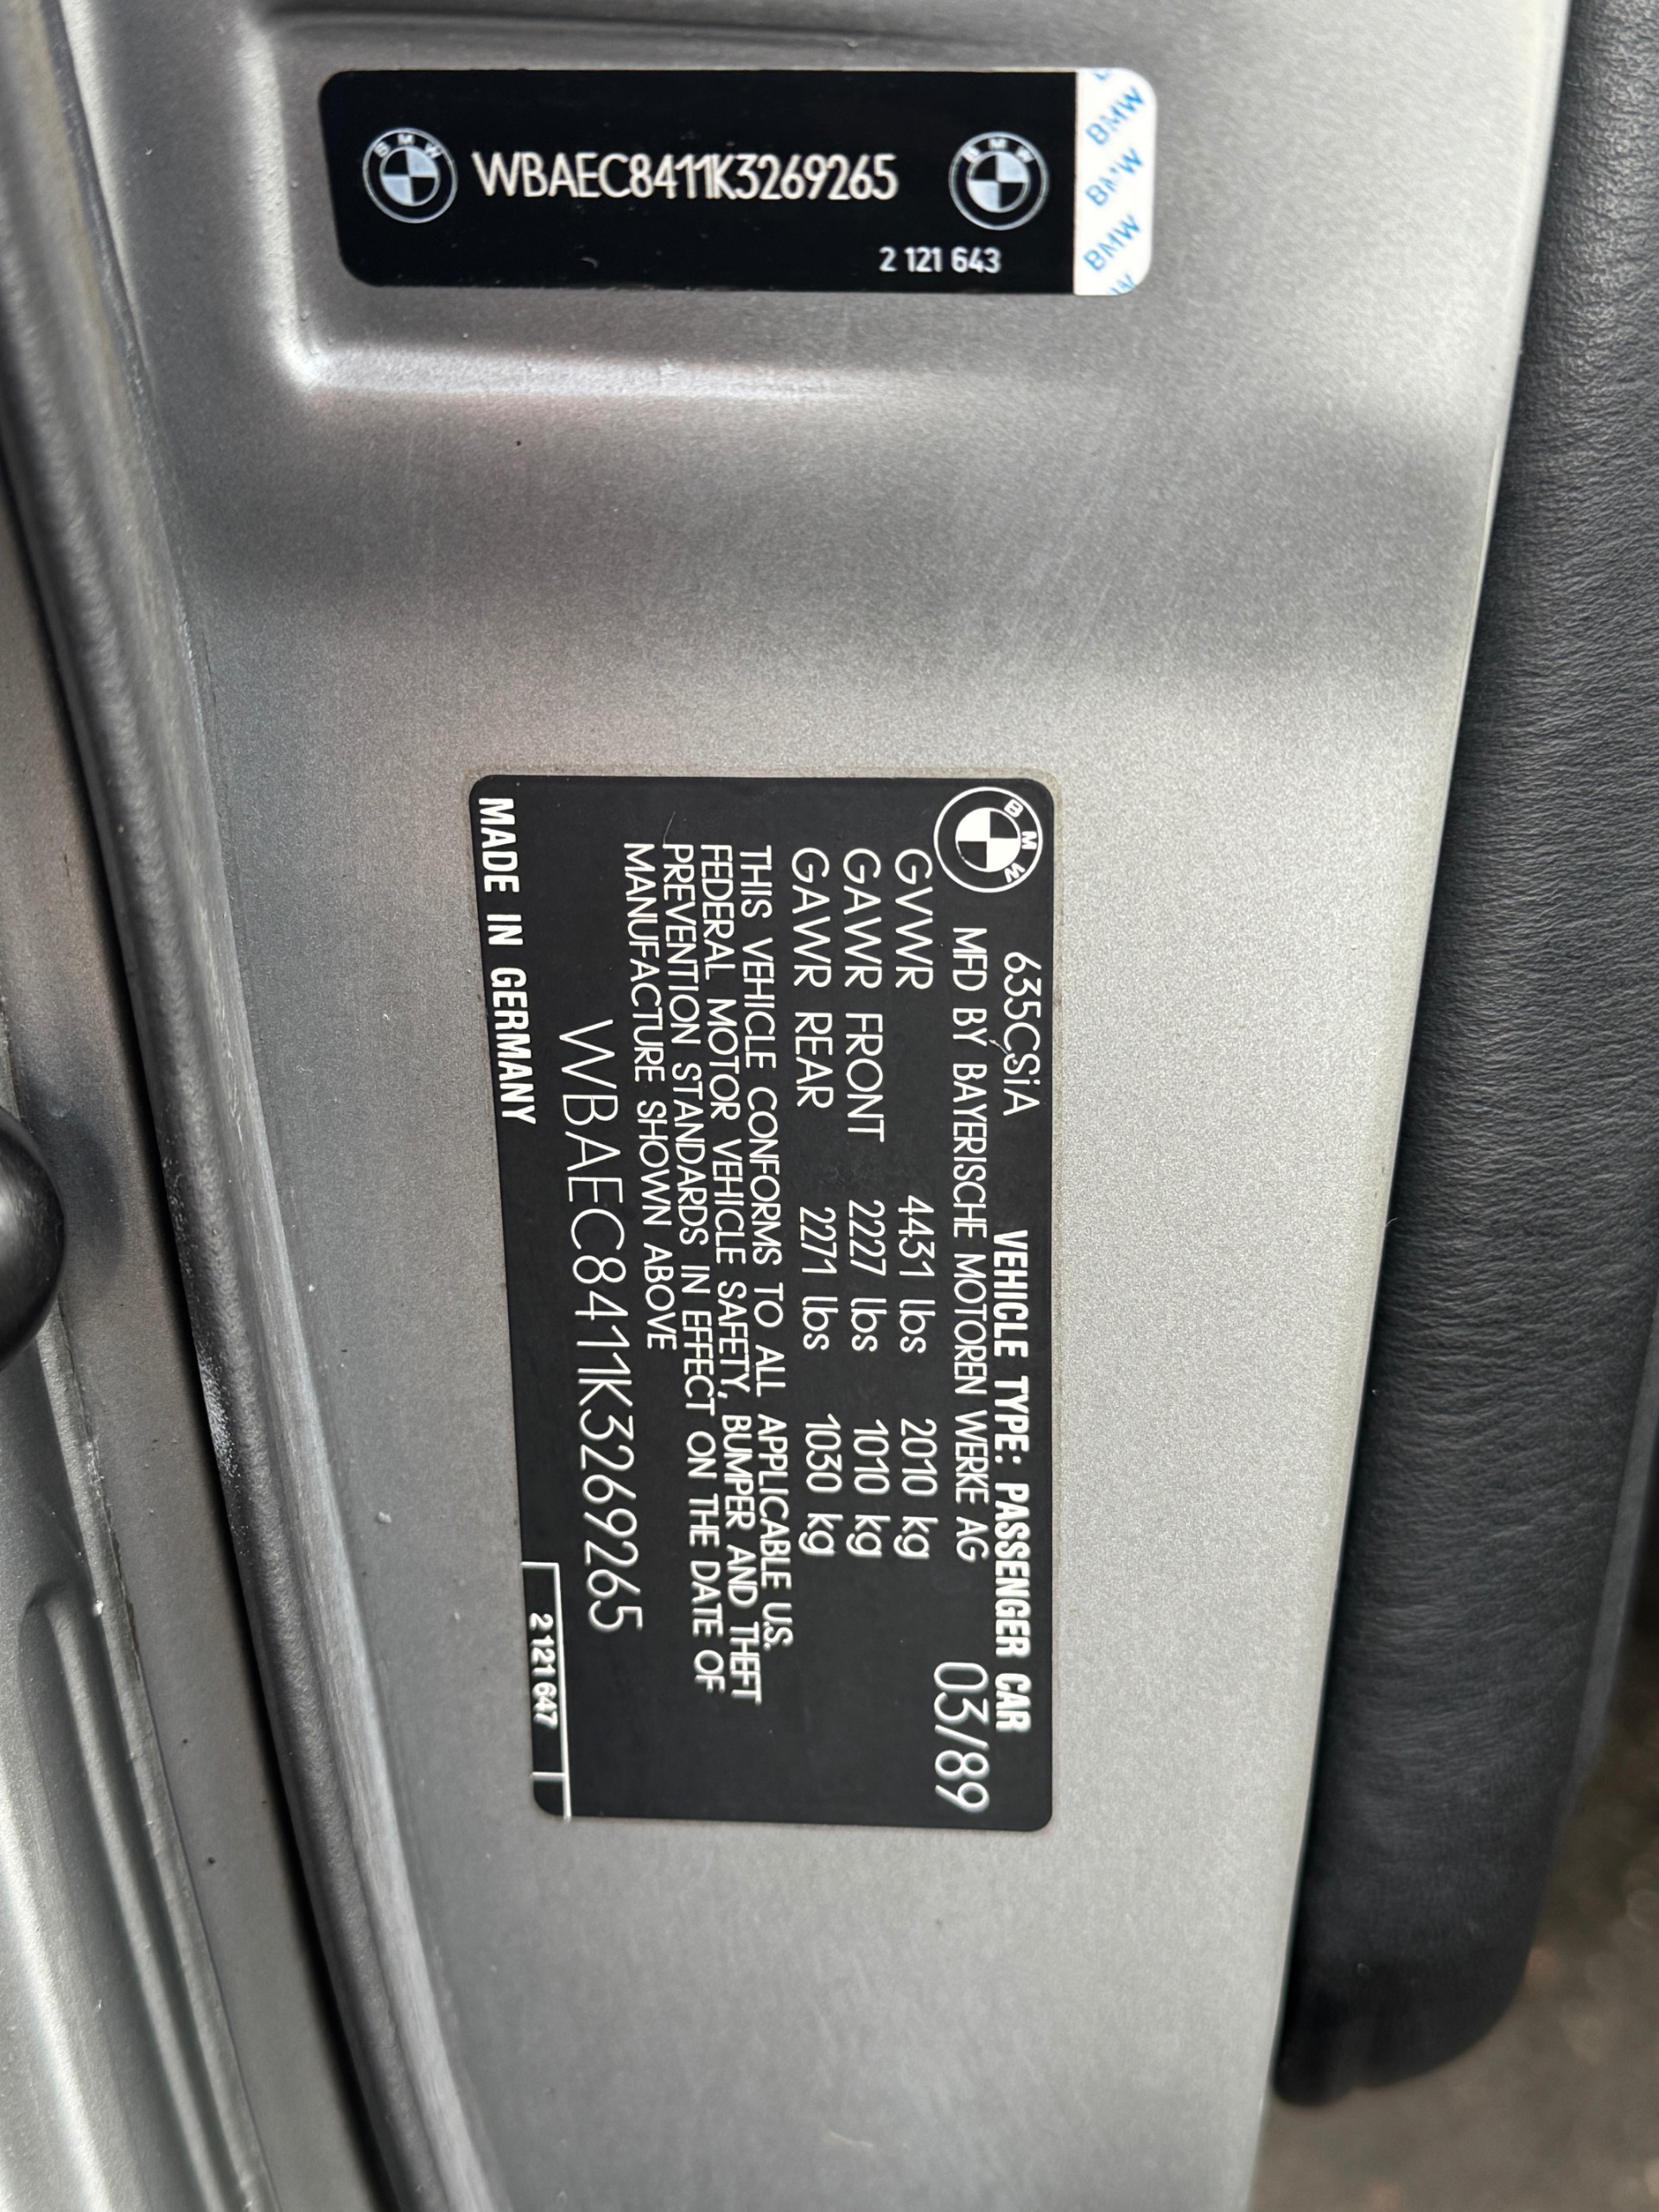 BMW
WBAEC8411K3269265
BMW
2 121 643
BMW
BMW
BMW
BMW
635CSiA VEHICLE TYPE: PASSENGER CAR
MFD BY BAYERISCHE MOTOREN WERKE AG 03/89
GVWR 4431 lbs 2010 kg
GAWR FRONT 2227 lbs 1010 kg
GAWR REAR 2271 lbs 1030 kg
THIS VEHICLE CONFORMS TO ALL APPLICABLE U.S.
FEDERAL MOTOR VEHICLE SAFETY, BUMPER AND THEFT
PREVENTION STANDARDS IN EFFECT ON THE DATE OF
MANUFACTURE SHOWN ABOVE
WBAEC8411K3269265
MADE IN GERMANY
2 121 647